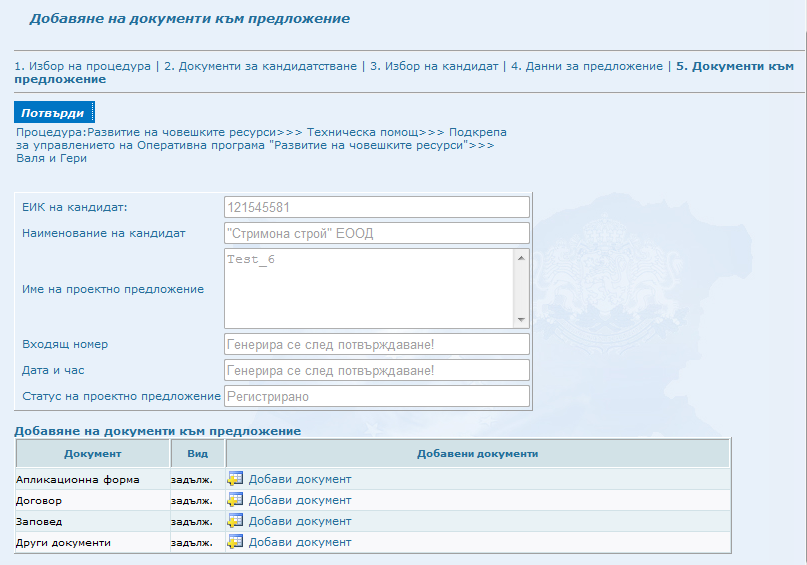 Добавяне на документи към предложение
1. Избор на процедура | 2. Документи за кандидатстване | 3. Избор на кандидат | 4. Данни за предложение | 5. Документи към
предложение
Потвърди
Процедура:Развитие на човешките ресурси>>> Техническа помощ>>> Подкрепа
за управлението на Оперативна програма "Развитие на човешките ресурси">>>
Валя и Гери
ЕИК на кандидат: 121545581
Наименование на кандидат "Стримона строй" ЕООД
Име на проектно предложение Test_6
Входящ номер Генерира се след потвърждаване!
Дата и час Генерира се след потвърждаване!
Статус на проектно предложение Регистрирано
Добавяне на документи към предложение
Документ Вид Добавени документи
Апликационна форма задълж. Добави документ
Договор задълж. Добави документ
Заповед задълж. Добави документ
Други документи задълж. Добави документ